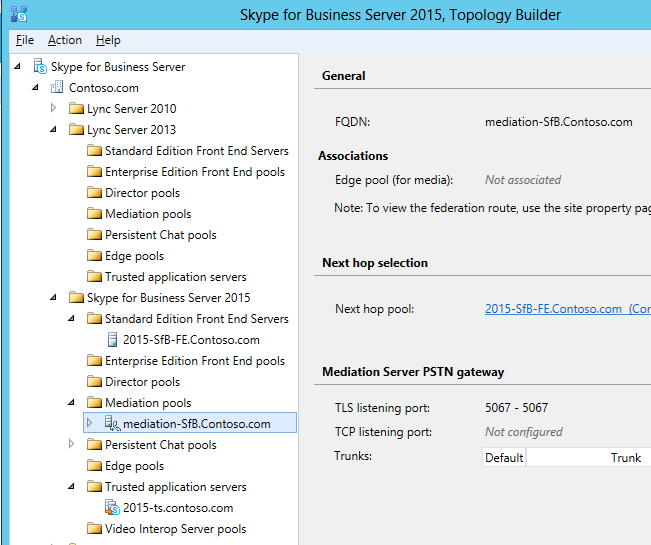 Skype for Business Server 2015, Topology Builder
File Action Help
Skype for Business Server
Contoso.com
Lync Server 2010
Lync Server 2013
Standard Edition Front End Servers
Enterprise Edition Front End pools
Director pools
Mediation pools
Persistent Chat pools
Edge pools
Trusted application servers
Skype for Business Server 2015
Standard Edition Front End Servers
2015-SfB-FE.Contoso.com
Enterprise Edition Front End pools
Director pools
Mediation pools
mediation-SfB.Contoso.com
Persistent Chat pools
Edge pools
Trusted application servers
2015-ts.contoso.com
Video Interop Server pools
General
FQDN: mediation-SfB.Contoso.com
Associations
Edge pool (for media): Not associated
Note: To view the federation route, use the site property pag
Next hop selection
Next hop pool: 2015-SfB-FE.Contoso.com (Con
Mediation Server PSTN gateway
TLS listening port: 5067 - 5067
TCP listening port: Not configured
Trunks: Default Trunk